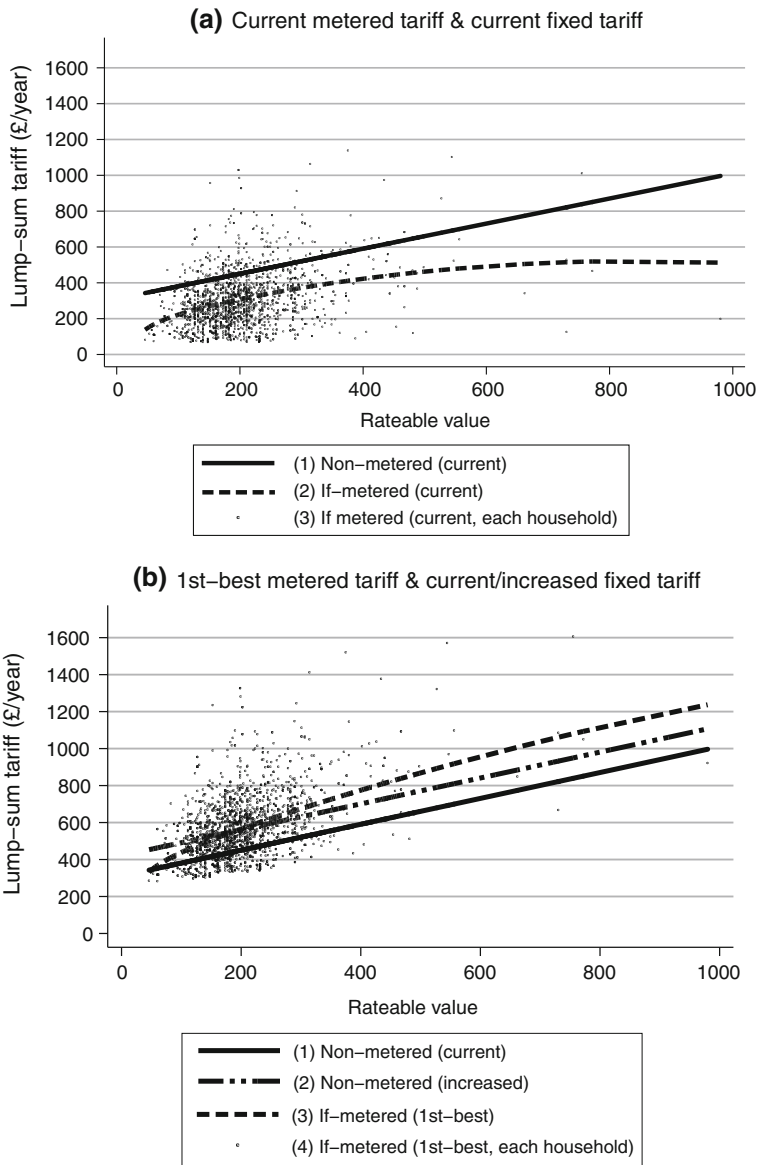 (a) Current metered tariff & current fixed tariff
Lump−sum tariff (£/year)
1600
1400
1200
1000
800
600
400
200
0
0 200 400 600 800 1000
Rateable value
(1) Non−metered (current)
(2) If−metered (current)
(3) If metered (current, each household)
(b) 1st−best metered tariff & current/increased fixed tariff
Lump−sum tariff (£/year)
1600
1400
1200
1000
800
600
400
200
0
0 200 400 600 800 1000
Rateable value
(1) Non−metered (current)
(2) Non−metered (increased)
(3) If−metered (1st−best)
(4) If−metered (1st−best, each household)